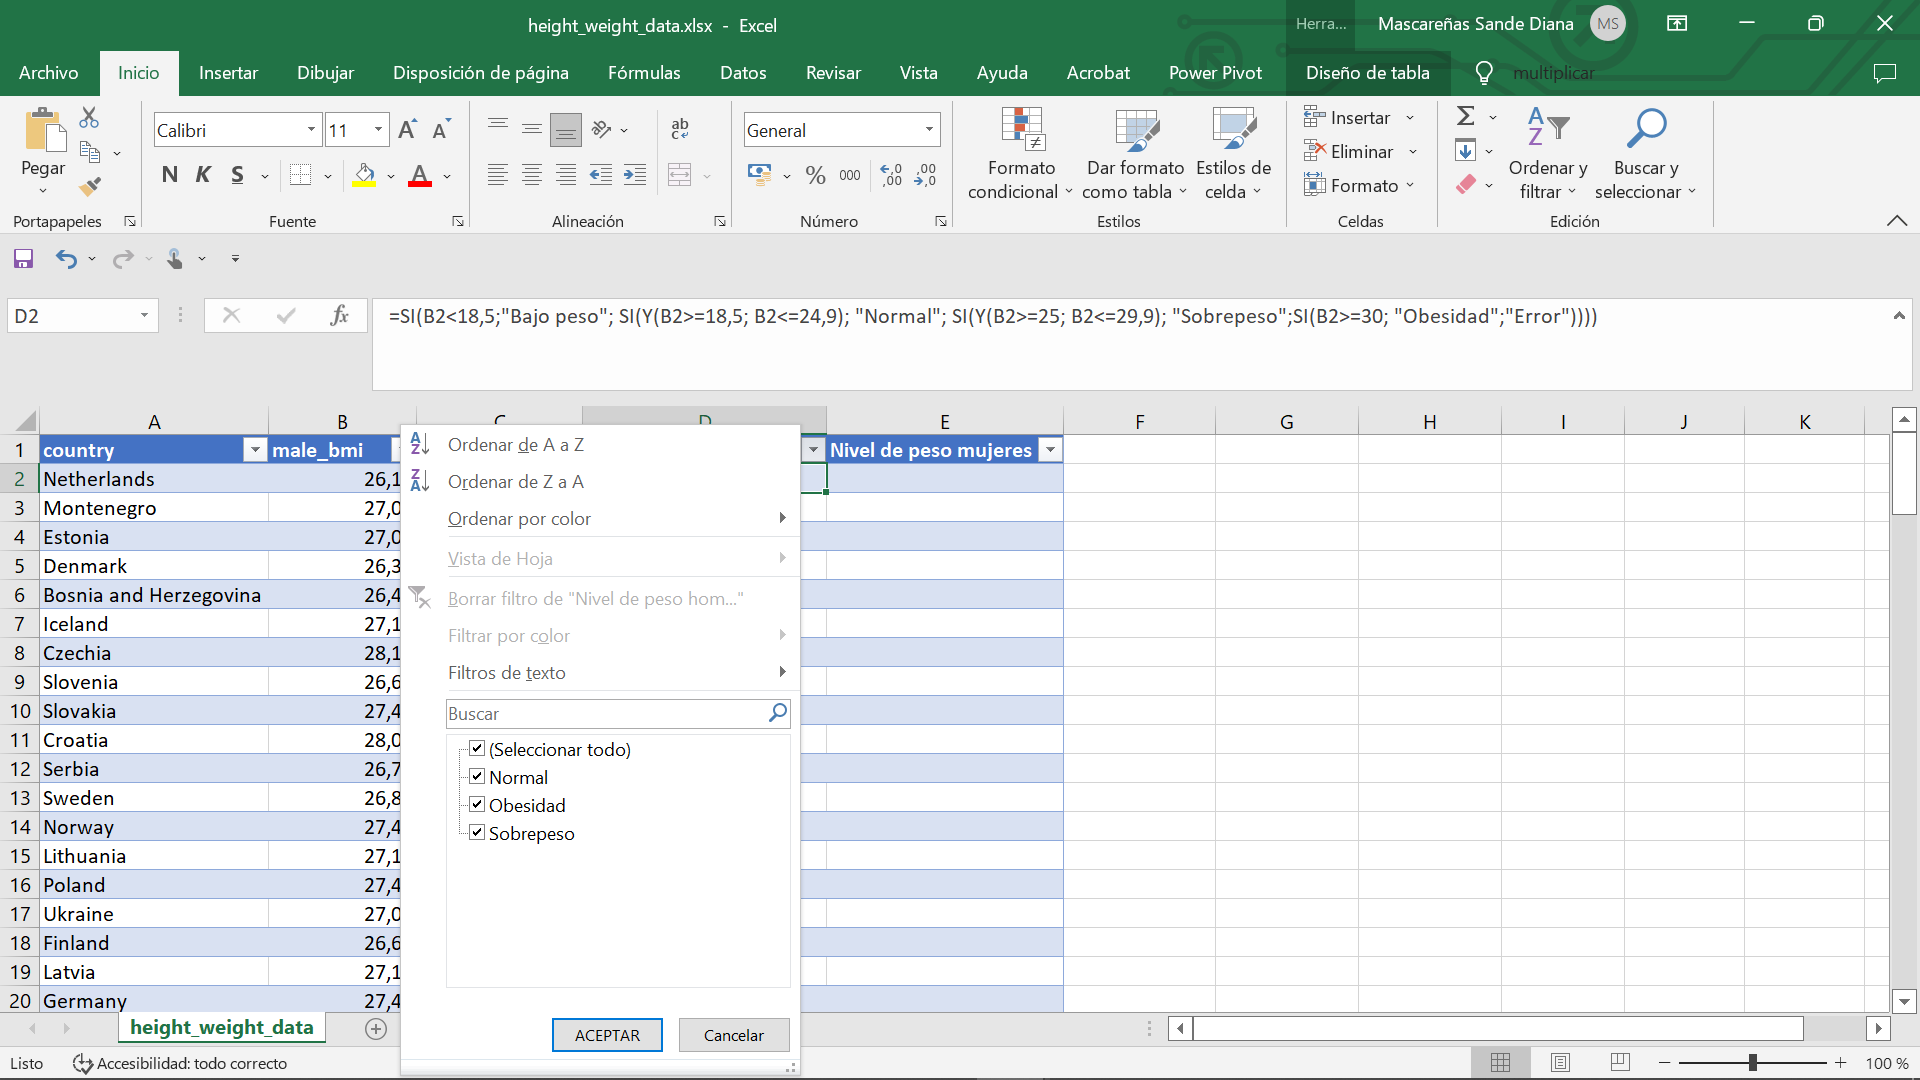 height_weight_data.xlsx - Excel
Herra...
Mascareñas Sande Diana
MS
Archivo Inicio Insertar Dibujar Disposición de página Fórmulas Datos Revisar Vista Ayuda Acrobat Power Pivot Diseño de tabla multiplicar
Pegar
Portapapeles
Calibri 11
N K S
Fuente
ab
Alineación
General
% 000
Número
Formato condicional
Dar formato como tabla
Estilos de celda
Estilos
Insertar
Eliminar
Formato
Celdas
Ordenar y filtrar
Buscar y seleccionar
Edición
D2
fx
=SI(B2<18,5;"Bajo peso"; SI(Y(B2>=18,5; B2<=24,9); "Normal"; SI(Y(B2>=25; B2<=29,9); "Sobrepeso";SI(B2>=30; "Obesidad";"Error"))))
A B C D E F G H I J K
1 country male_bmi Nivel de peso mujeres
2 Netherlands 26,1
3 Montenegro 27,0
4 Estonia 27,0
5 Denmark 26,3
6 Bosnia and Herzegovina 26,4
7 Iceland 27,1
8 Czechia 28,1
9 Slovenia 26,6
10 Slovakia 27,4
11 Croatia 28,0
12 Serbia 26,7
13 Sweden 26,8
14 Norway 27,4
15 Lithuania 27,1
16 Poland 27,4
17 Ukraine 27,0
18 Finland 26,6
19 Latvia 27,1
20 Germany 27,4
Ordenar de A a Z
Ordenar de Z a A
Ordenar por color
Vista de Hoja
Borrar filtro de "Nivel de peso hom..."
Filtrar por color
Filtros de texto
Buscar
(Seleccionar todo)
Normal
Obesidad
Sobrepeso
ACEPTAR Cancelar
height_weight_data
Listo
Accesibilidad: todo correcto
100 %